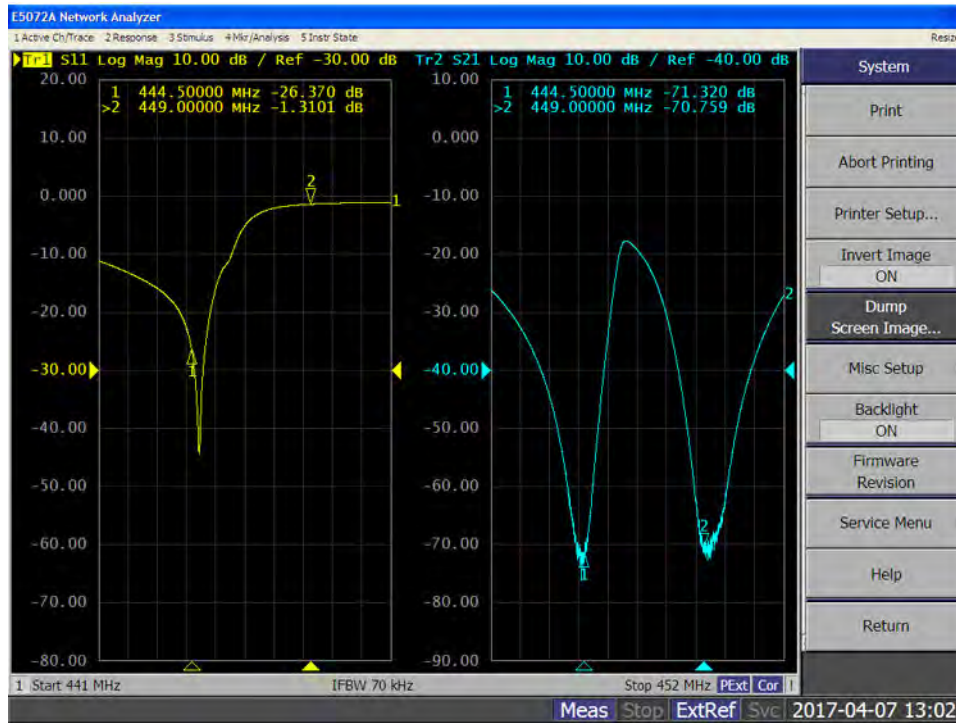 E5072A Network Analyzer
1 Active Ch/Trace 2 Response 3 Stimulus 4 Mkr/Analysis 5 Instr State
Resize
Tr1 S11 Log Mag 10.00 dB / Ref -30.00 dB
20.00
1 444.50000 MHz -26.370 dB
>2 449.00000 MHz -1.3101 dB
10.00
0.000
-10.00
-20.00
-30.00
-40.00
-50.00
-60.00
-70.00
-80.00
2
1
1
Tr2 S21 Log Mag 10.00 dB / Ref -40.00 dB
10.00
1 444.50000 MHz -71.320 dB
>2 449.00000 MHz -70.759 dB
0.000
-10.00
-20.00
-30.00
-40.00
-50.00
-60.00
-70.00
-80.00
-90.00
2
2
1
System
Print
Abort Printing
Printer Setup...
Invert Image
ON
Dump
Screen Image...
Misc Setup
Backlight
ON
Firmware
Revision
Service Menu
Help
Return
1 Start 441 MHz
IFBW 70 kHz
Stop 452 MHz PExt Cor !
Meas Stop ExtRef Svc 2017-04-07 13:02